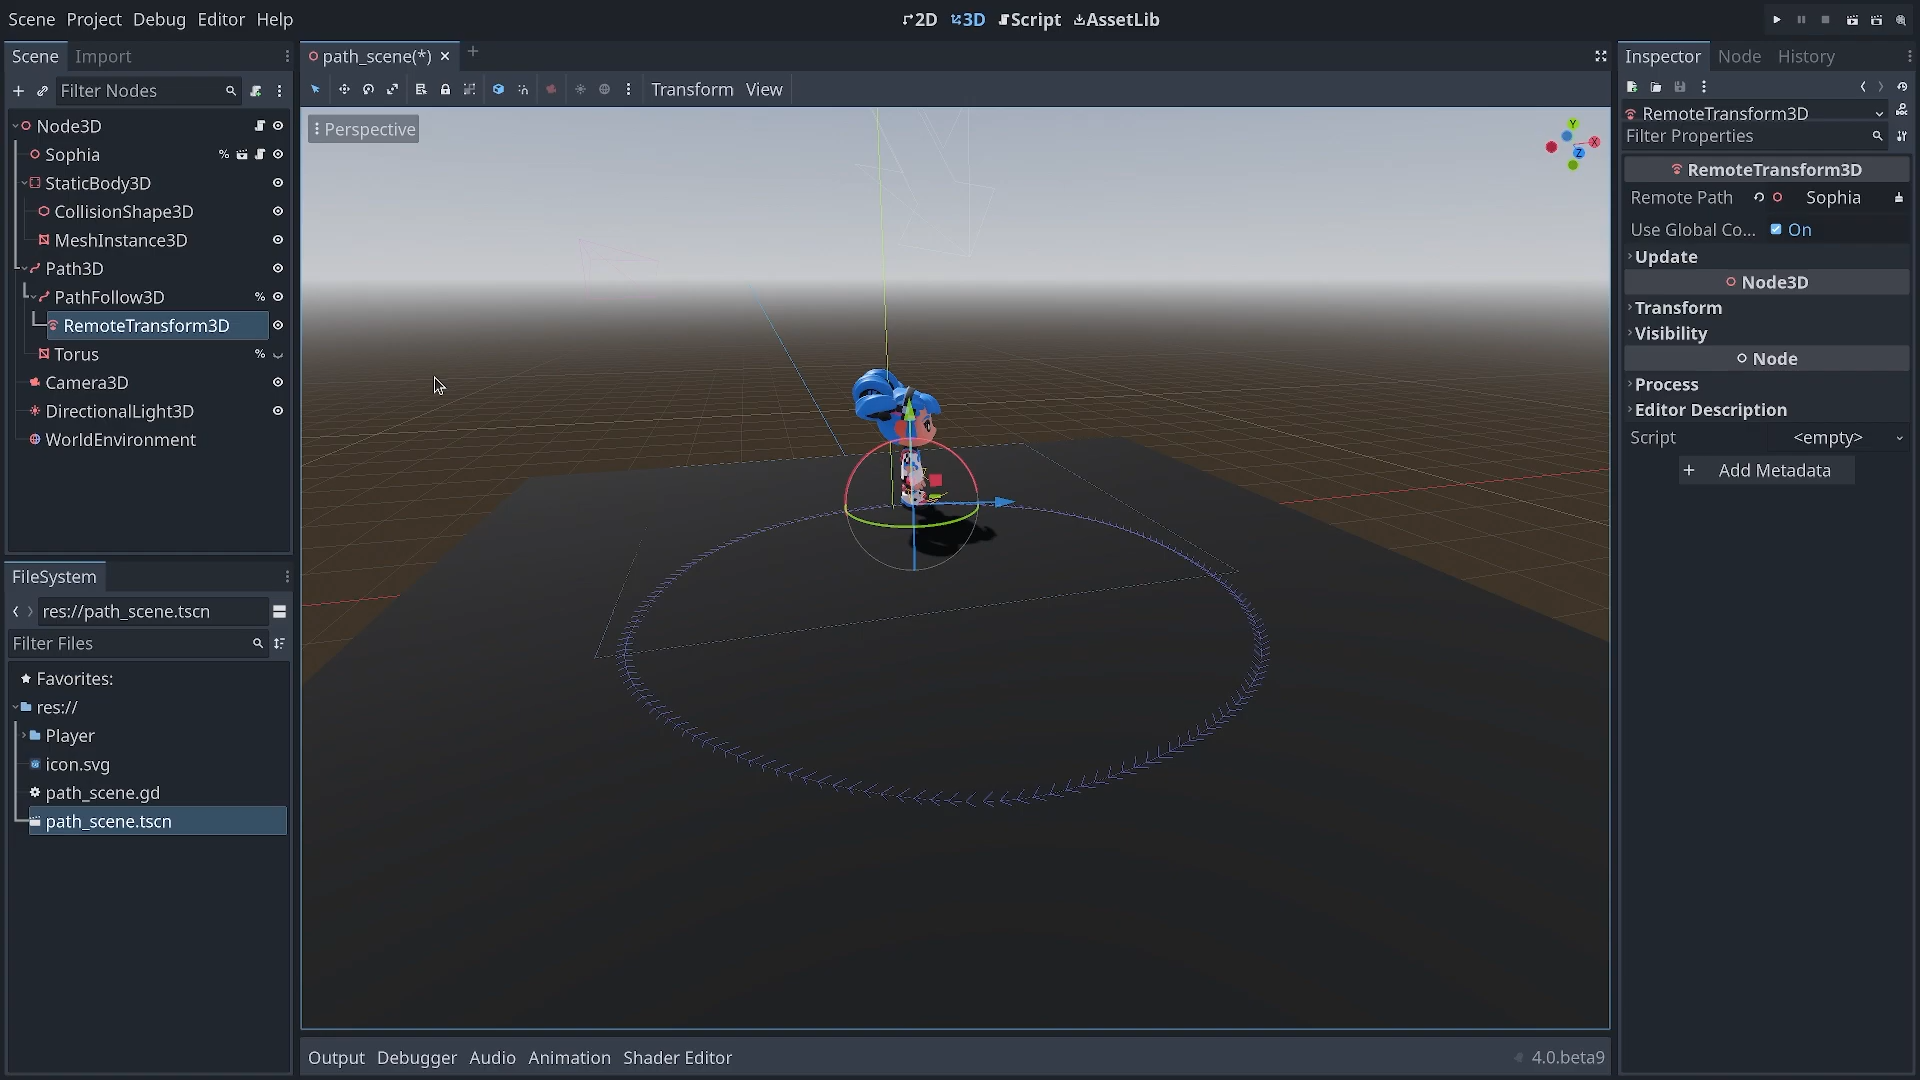 Scene Project Debug Editor Help
2D 3D Script AssetLib
Scene Import
path_scene(*)
Inspector Node History
Filter Nodes
Transform View
Perspective
Node3D
Sophia
StaticBody3D
CollisionShape3D
MeshInstance3D
Path3D
PathFollow3D
RemoteTransform3D
Torus
Camera3D
DirectionalLight3D
WorldEnvironment
FileSystem
res://path_scene.tscn
Filter Files
Favorites:
res://
Player
icon.svg
path_scene.gd
path_scene.tscn
Y
X
Z
RemoteTransform3D
Filter Properties
RemoteTransform3D
Remote Path Sophia
Use Global Co... On
Update
Node3D
Transform
Visibility
Node
Process
Editor Description
Script <empty>
+ Add Metadata
Output Debugger Audio Animation Shader Editor
4.0.beta9